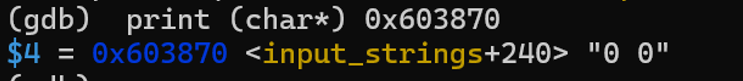 (gdb)  print (char*) 0x603870
$4 = 0x603870 <input_strings+240> "0 0"